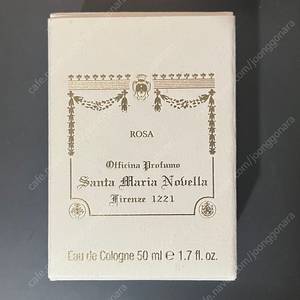 ROSA
Officina Profumo
Santa Maria Novella
Firenze 1221
Eau de Cologne 50 ml ℮ 1.7 fl. oz.